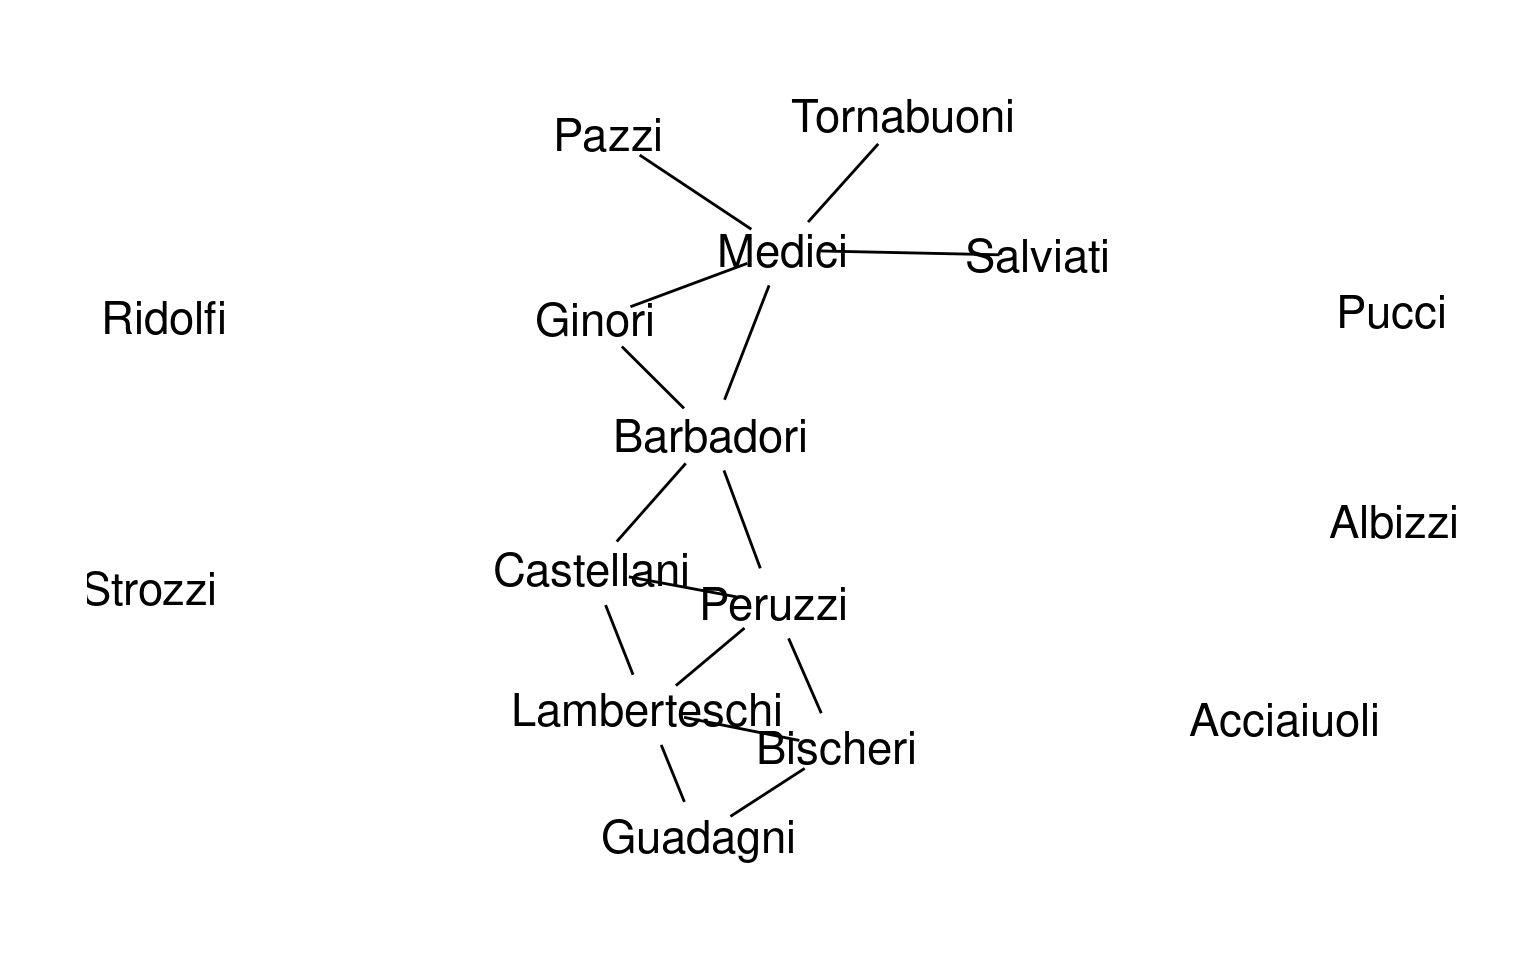 Tornabuoni
Pazzi
Medici
Salviati
Ridolfi
Ginori
Pucci
Barbadori
Albizzi
Castellani
Strozzi
Peruzzi
Lamberteschi
Acciaiuoli
Bischeri
Guadagni